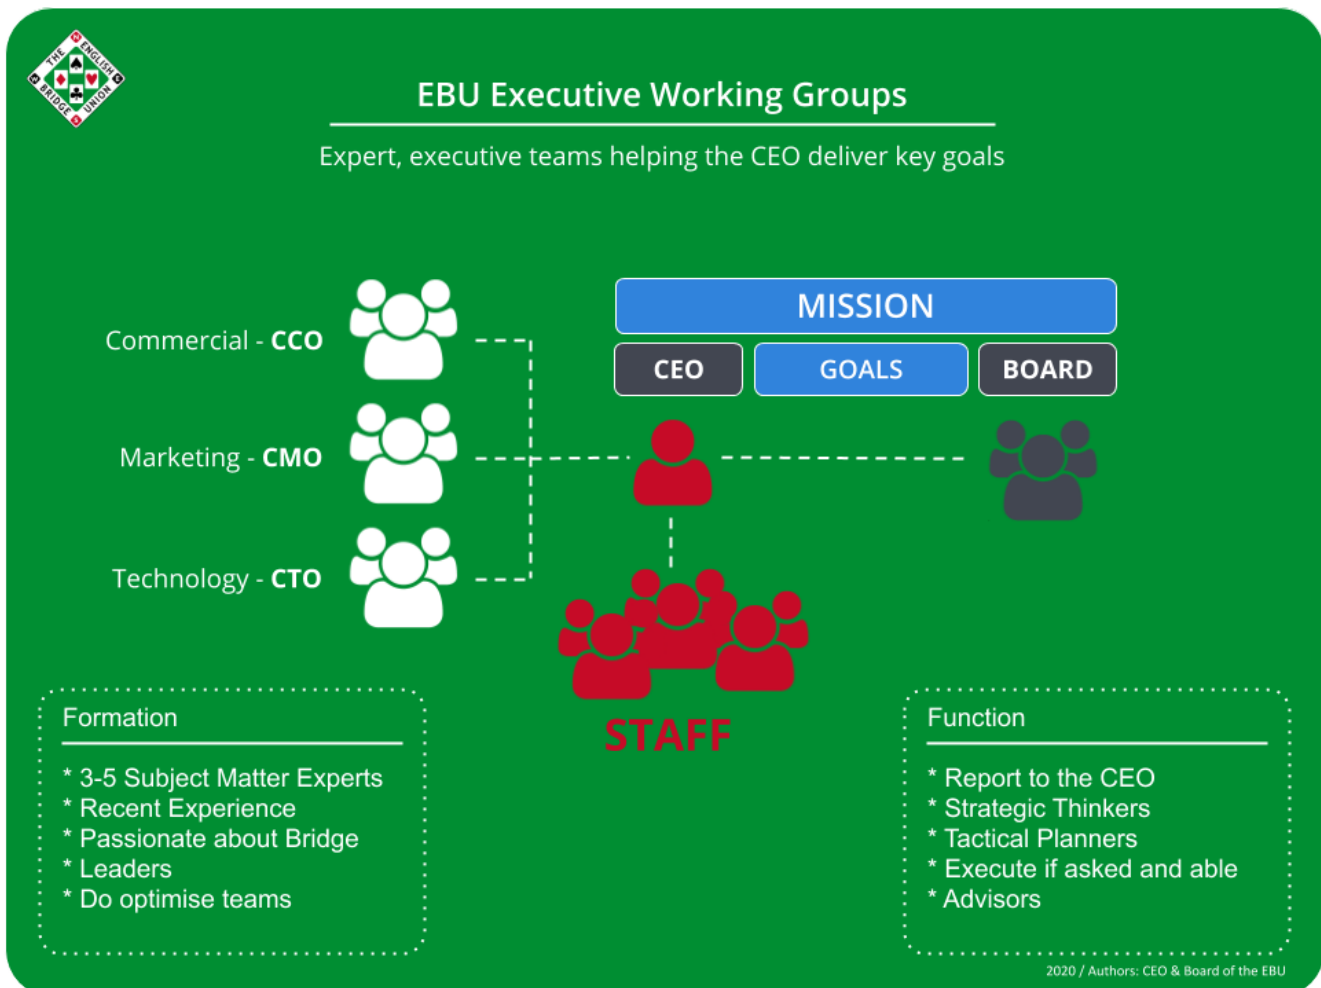 THE ENGLISH
BRIDGE UNION
N
W
E
S
EBU Executive Working Groups
Expert, executive teams helping the CEO deliver key goals
MISSION
CEO
GOALS
BOARD
Commercial - CCO
Marketing - CMO
Technology - CTO
STAFF
Formation
* 3-5 Subject Matter Experts
* Recent Experience
* Passionate about Bridge
* Leaders
* Do optimise teams
Function
* Report to the CEO
* Strategic Thinkers
* Tactical Planners
* Execute if asked and able
* Advisors
2020 / Authors: CEO & Board of the EBU